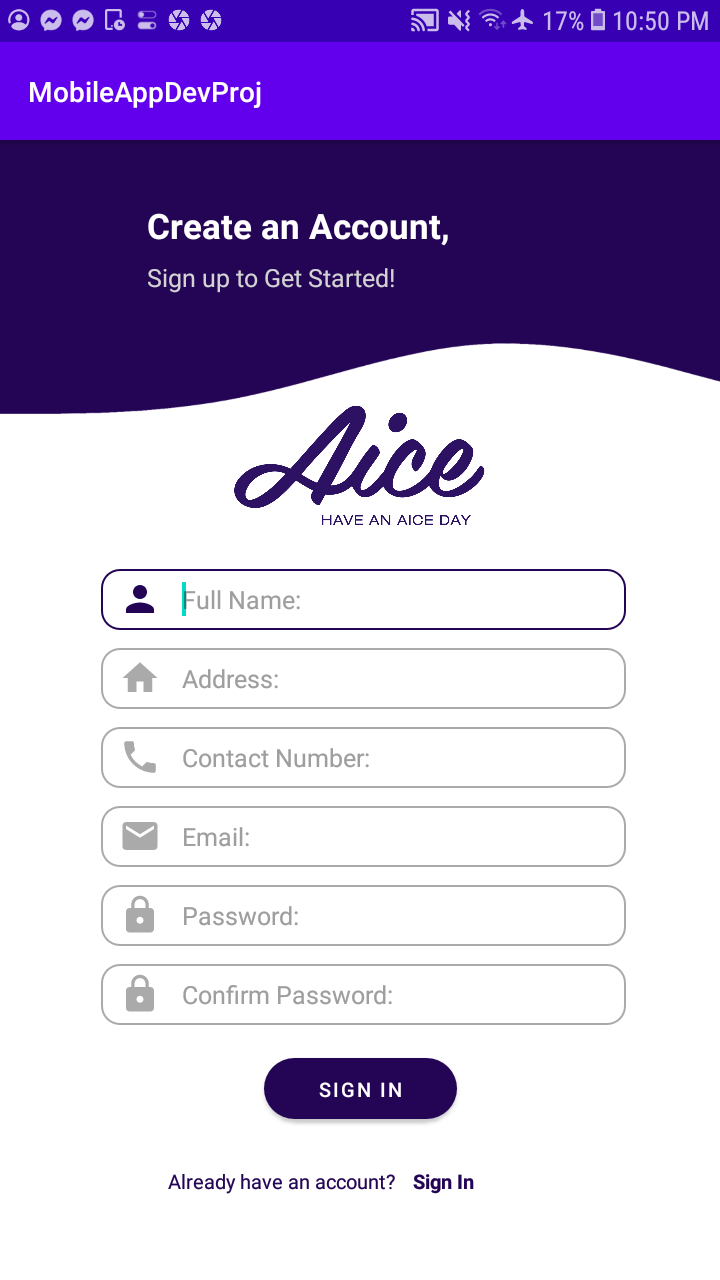 17% 10:50 PM
MobileAppDevProj
Create an Account,
Sign up to Get Started!
Aice
HAVE AN AICE DAY
Full Name:
Address:
Contact Number:
Email:
Password:
Confirm Password:
SIGN IN
Already have an account? Sign In